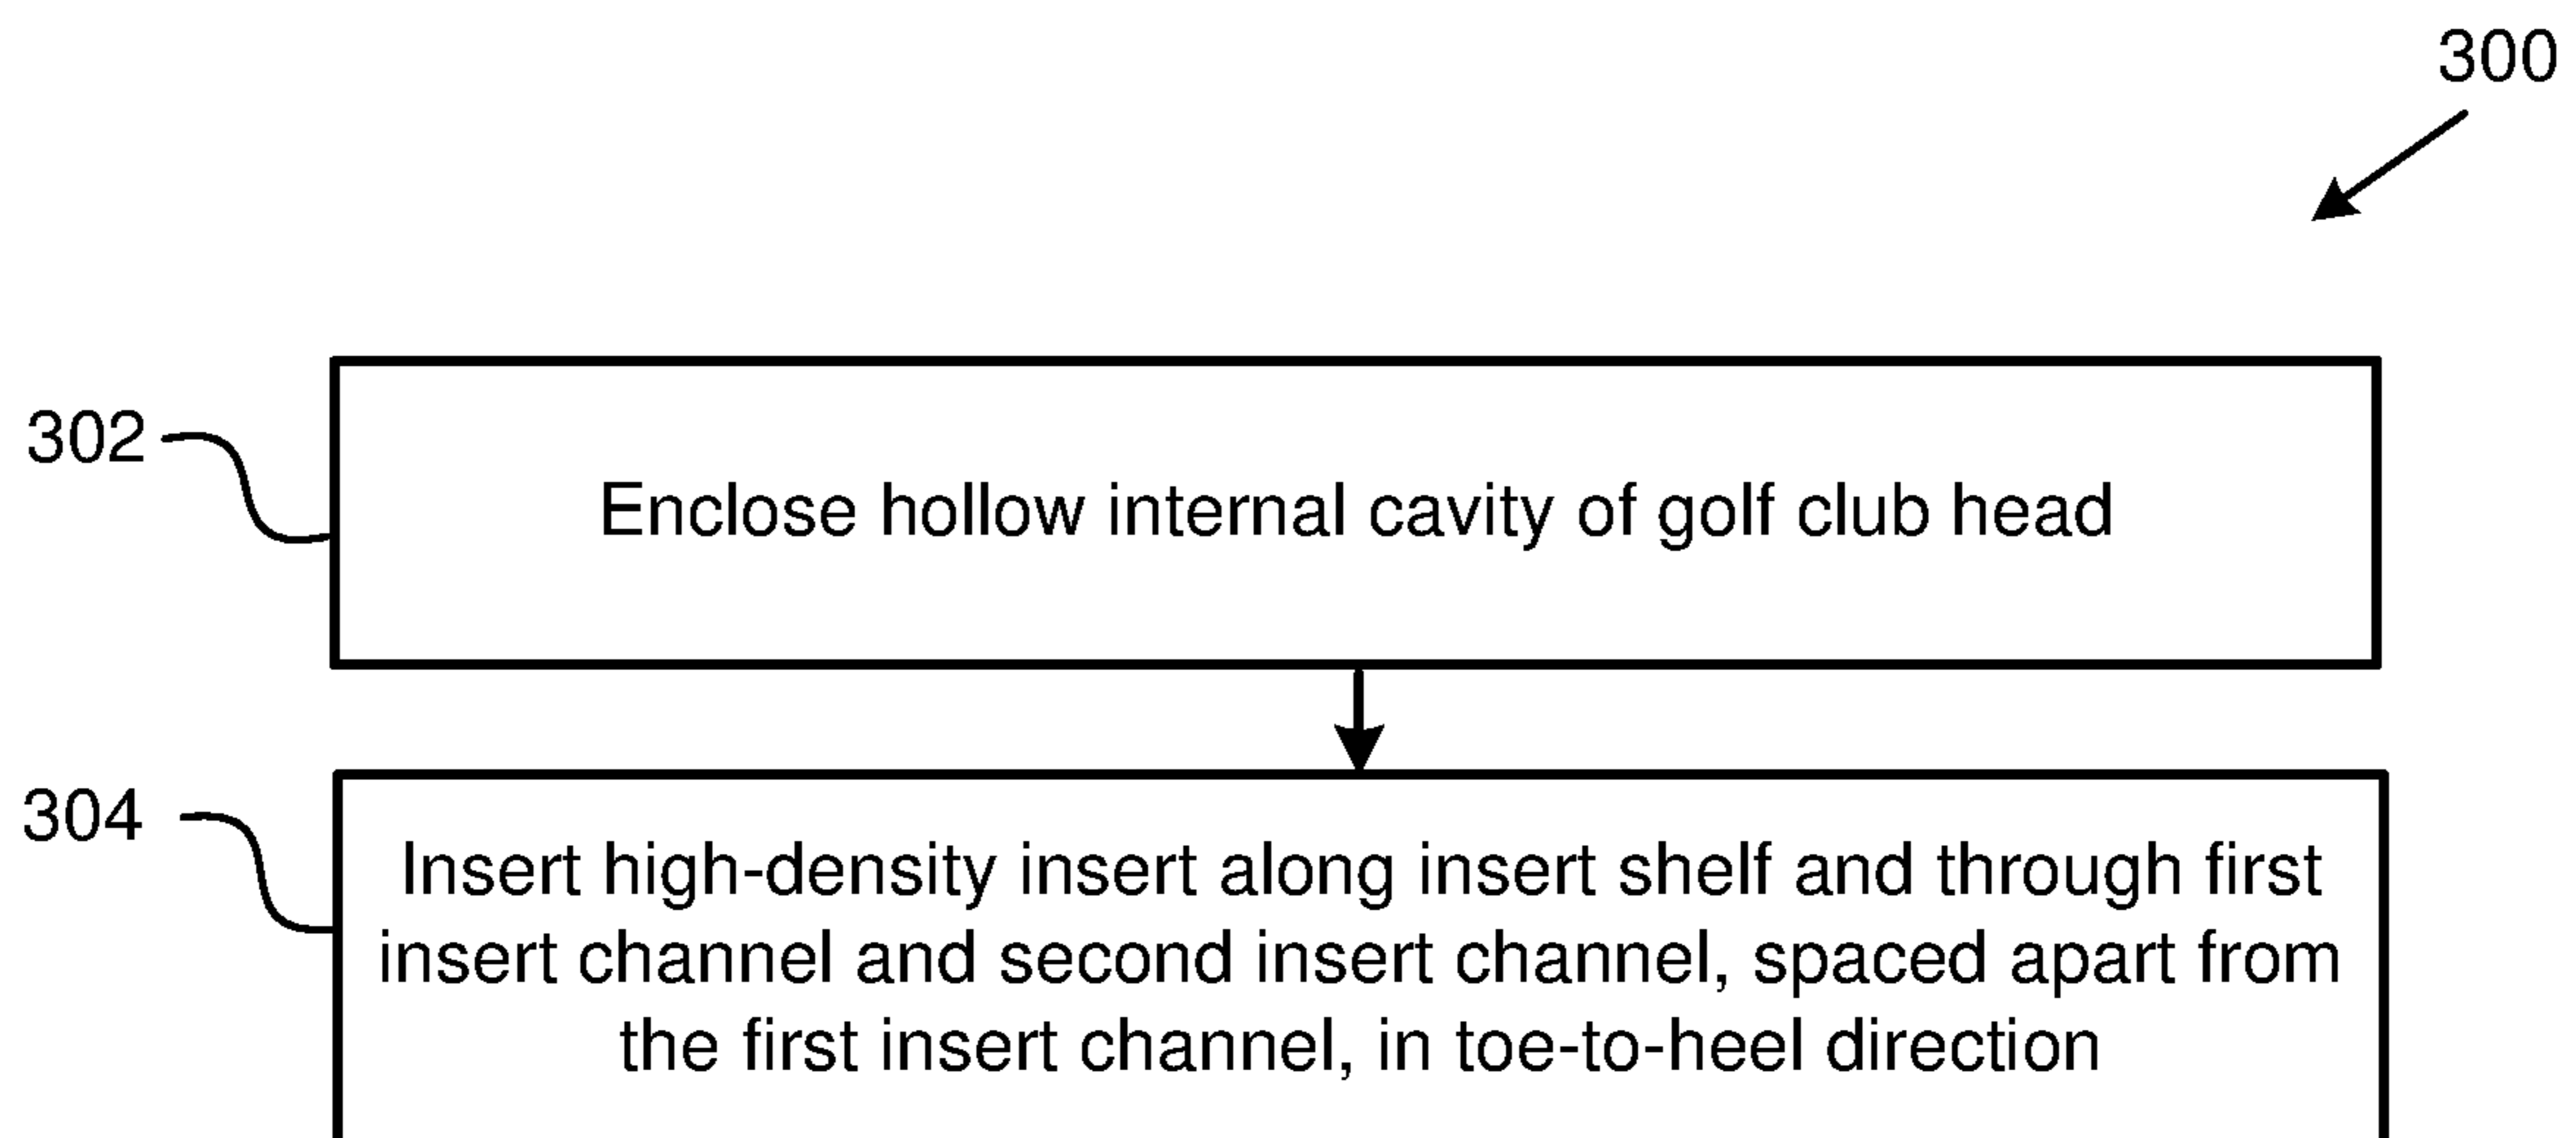 300
302
Enclose hollow internal cavity of golf club head
304
Insert high-density insert along insert shelf and through first
insert channel and second insert channel, spaced apart from
the first insert channel, in toe-to-heel direction